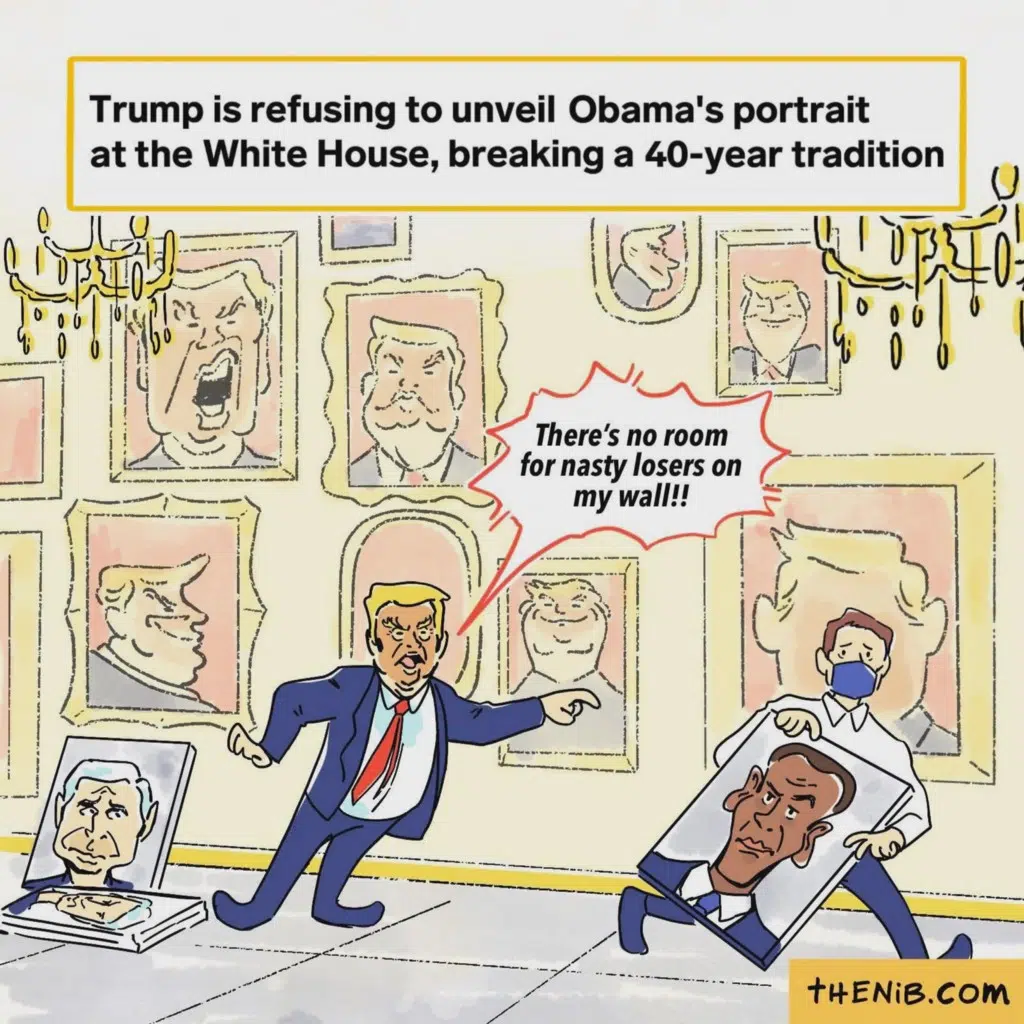 Trump is refusing to unveil Obama's portrait
at the White House, breaking a 40-year tradition
There's no room
for nasty losers on
my wall!!
THENiB.COM